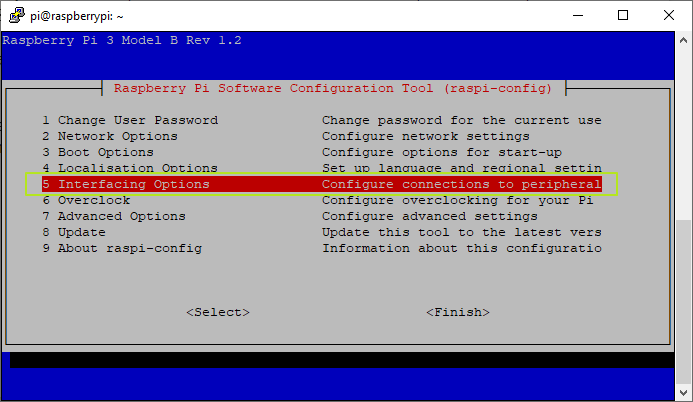 pi@raspberrypi: ~
Raspberry Pi 3 Model B Rev 1.2
Raspberry Pi Software Configuration Tool (raspi-config)
1 Change User Password Change password for the current use
2 Network Options Configure network settings
3 Boot Options Configure options for start-up
4 Localisation Options Set up language and regional settin
5 Interfacing Options Configure connections to peripheral
6 Overclock Configure overclocking for your Pi
7 Advanced Options Configure advanced settings
8 Update Update this tool to the latest vers
9 About raspi-config Information about this configuratio
<Select> <Finish>